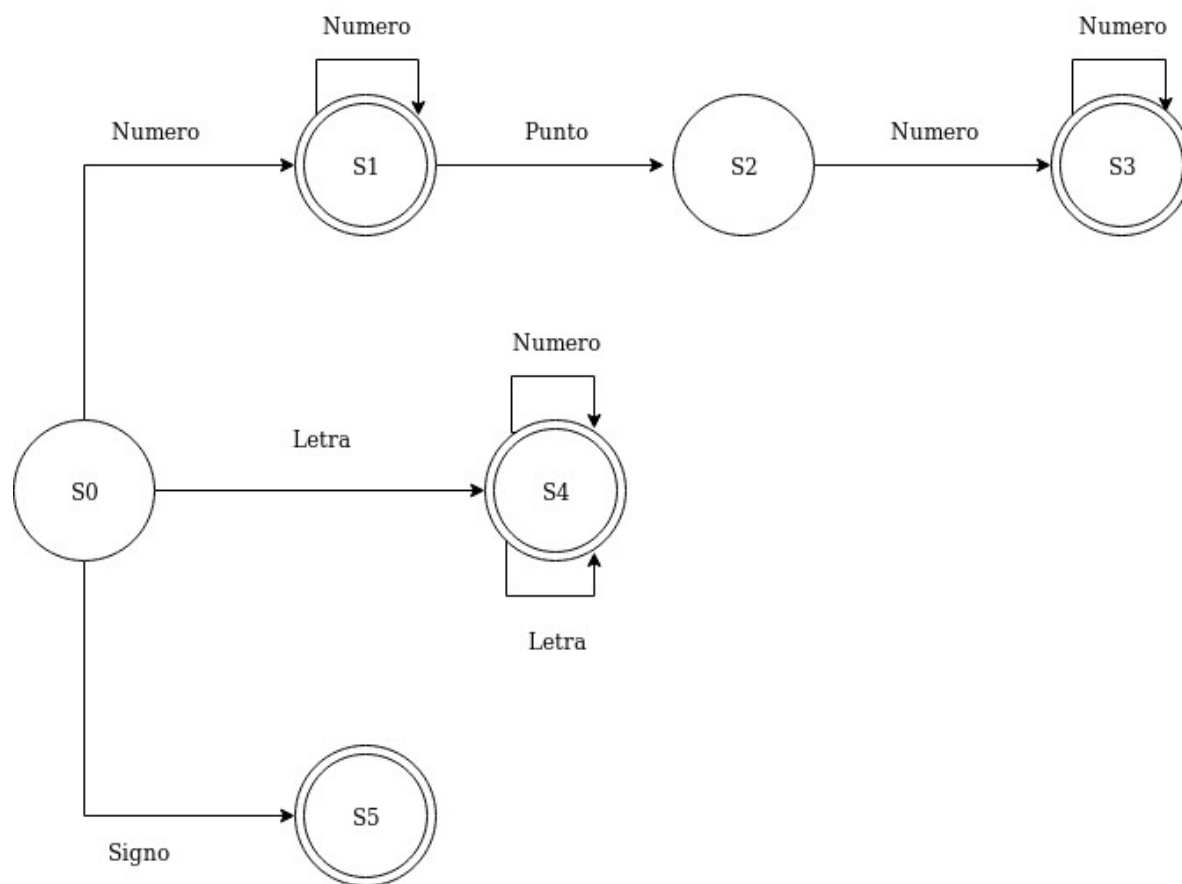 Numero
Numero
Numero
Punto
Numero
S1
S2
S3
Numero
Letra
S0
S4
Letra
S5
Signo